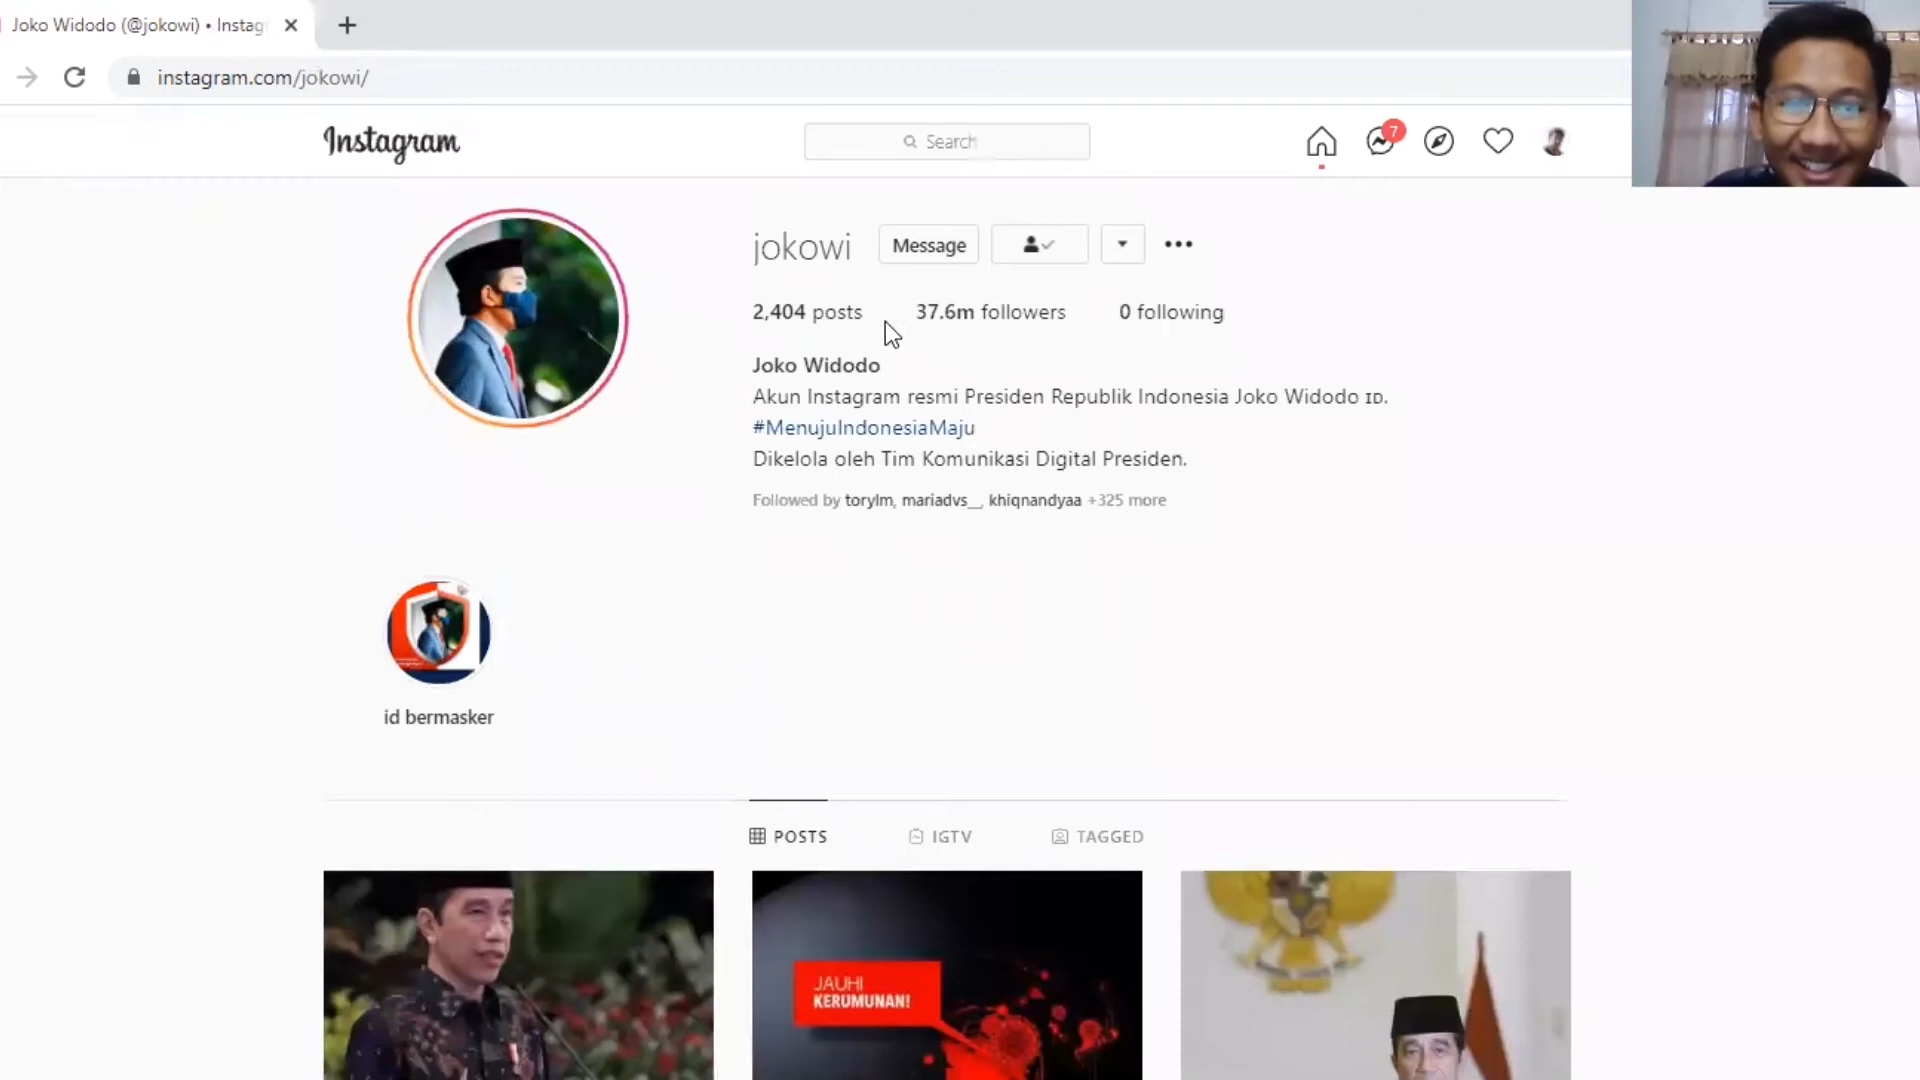 Joko Widodo (@jokowi) • Instag
instagram.com/jokowi/
Instagram
Search
7
jokowi
Message
2,404 posts
37.6m followers
0 following
Joko Widodo
Akun Instagram resmi Presiden Republik Indonesia Joko Widodo ID.
#MenujuIndonesiaMaju
Dikelola oleh Tim Komunikasi Digital Presiden.
Followed by torylm, mariadvs__, khiqnandyaa +325 more
id bermasker
POSTS
IGTV
TAGGED
JAUHI
KERUMUNAN!